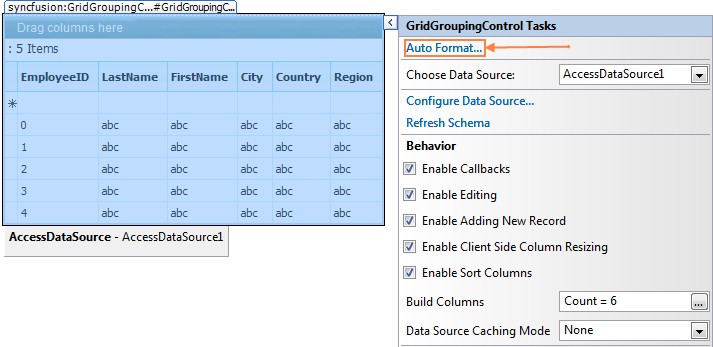 syncfusion:GridGroupingC...#GridGroupingC...
Drag columns here
: 5 Items
EmployeeID LastName FirstName City Country Region
0 abc abc abc abc abc
1 abc abc abc abc abc
2 abc abc abc abc abc
3 abc abc abc abc abc
4 abc abc abc abc abc
AccessDataSource - AccessDataSource1
GridGroupingControl Tasks
Auto Format...
Choose Data Source: AccessDataSource1
Configure Data Source...
Refresh Schema
Behavior
Enable Callbacks
Enable Editing
Enable Adding New Record
Enable Client Side Column Resizing
Enable Sort Columns
Build Columns Count = 6 ...
Data Source Caching Mode None